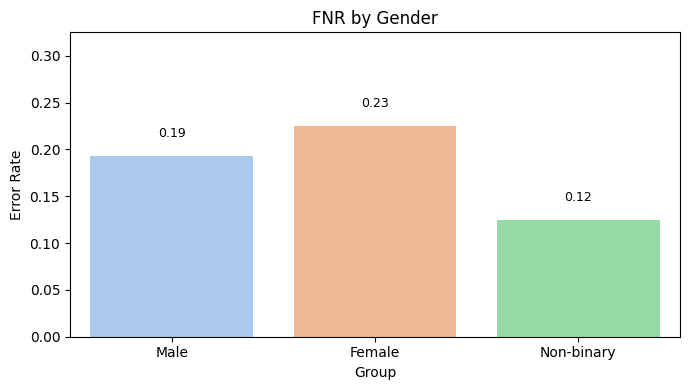 FNR by Gender
Error Rate
0.30
0.25
0.20
0.15
0.10
0.05
0.00
0.19
0.23
0.12
Male
Female
Non-binary
Group